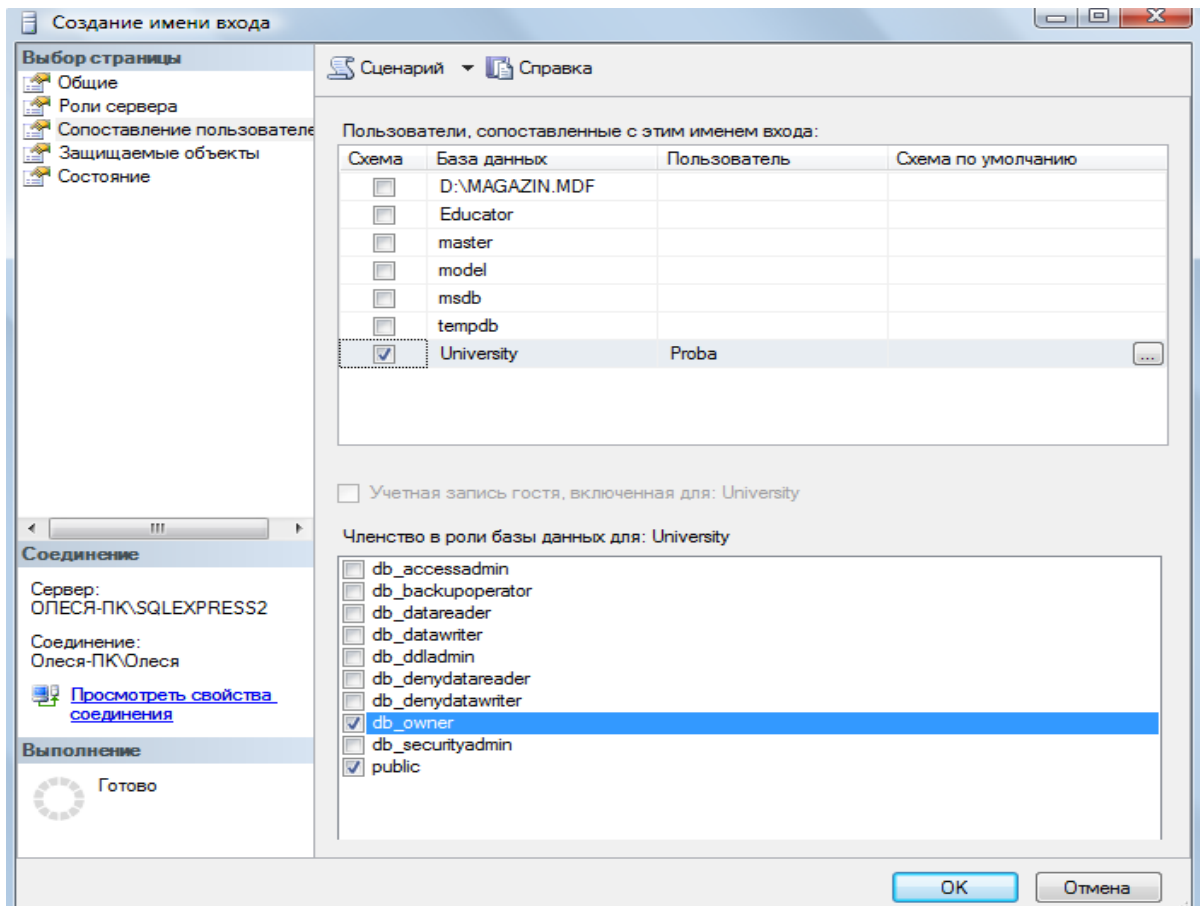 Создание имени входа
Выбор страницы
Общие
Роли сервера
Сопоставление пользователе
Защищаемые объекты
Состояние
Сценарий Справка
Пользователи, сопоставленные с этим именем входа:
Схема База данных Пользователь Схема по умолчанию
D:\MAGAZIN.MDF
Educator
master
model
msdb
tempdb
University Proba ...
Учетная запись гостя, включенная для: University
Членство в роли базы данных для: University
db_accessadmin
db_backupoperator
db_datareader
db_datawriter
db_ddladmin
db_denydatareader
db_denydatawriter
db_owner
db_securityadmin
public
Соединение
Сервер:
ОЛЕСЯ-ПК\SQLEXPRESS2
Соединение:
Олеся-ПК\Олеся
Просмотреть свойства
соединения
Выполнение
Готово
OK Отмена